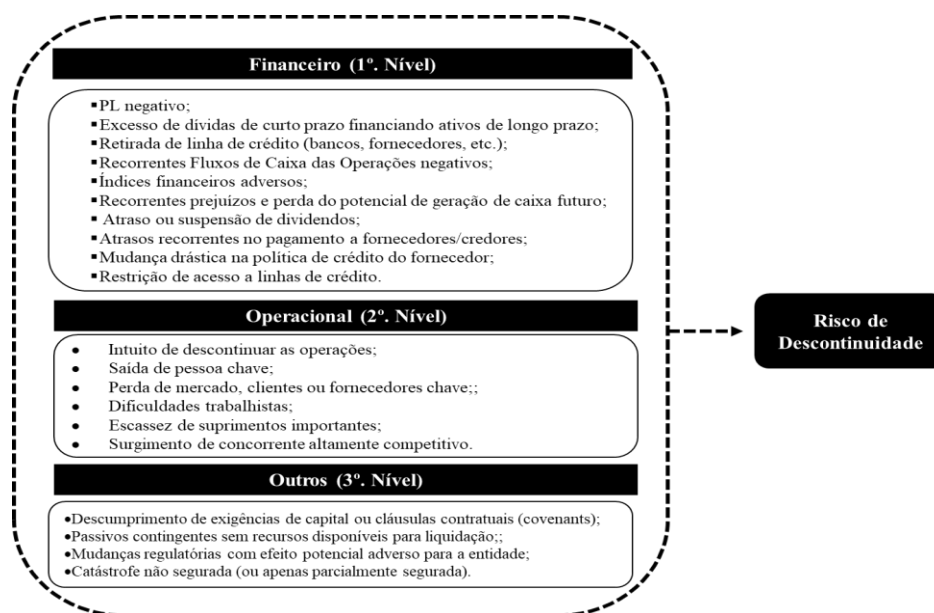 Financeiro (1º. Nível)
▪PL negativo;
▪Excesso de dívidas de curto prazo financiando ativos de longo prazo;
▪Retirada de linha de crédito (bancos, fornecedores, etc.);
▪Recorrentes Fluxos de Caixa das Operações negativos;
▪Índices financeiros adversos;
▪Recorrentes prejuízos e perda do potencial de geração de caixa futuro;
▪ Atraso ou suspensão de dividendos;
▪Atrasos recorrentes no pagamento a fornecedores/credores;
▪Mudança drástica na política de crédito do fornecedor;
▪Restrição de acesso a linhas de crédito.
Operacional (2º. Nível)
• Intuito de descontinuar as operações;
• Saída de pessoa chave;
• Perda de mercado, clientes ou fornecedores chave;;
• Dificuldades trabalhistas;
• Escassez de suprimentos importantes;
• Surgimento de concorrente altamente competitivo.
Outros (3º. Nível)
•Descumprimento de exigências de capital ou cláusulas contratuais (covenants);
•Passivos contingentes sem recursos disponíveis para liquidação;;
•Mudanças regulatórias com efeito potencial adverso para a entidade;
•Catástrofe não segurada (ou apenas parcialmente segurada).
Risco de
Descontinuidade